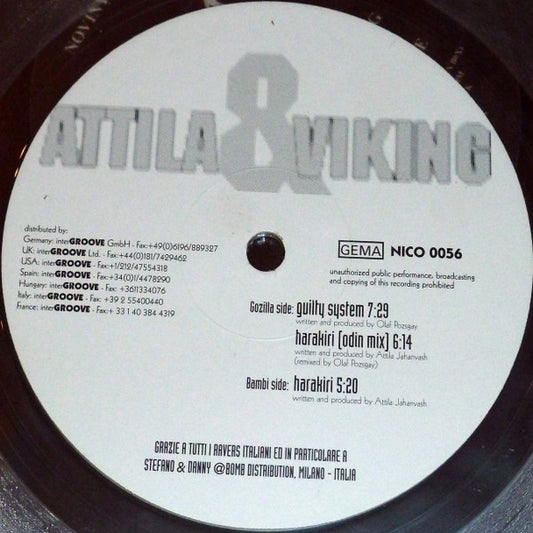 NOVINY
ATTILA & VIKING
distributed by:
Germany: interGROOVE GmbH - Fax:+49(0)6196/889327
UK: interGROOVE Ltd. - Fax:+44(0)181/7429462
USA: interGROOVE - Fax:+1/212/47554318
Spain: interGROOVE - Fax:+34(0)1/4478290
Hungary: interGROOVE - Fax: +3611334076
Italy: interGROOVE - Fax: +39 2 55400440
France: interGROOVE - Fax:+ 33 1 40 384 4319
GEMA NICO 0056
unauthorized public performance, broadcasting
and copying of this recording prohibited
Gozilla side: guilty system 7:29
written and produced by Olaf Pozsgay
harakiri (odin mix) 6:14
written and produced by Attila Jahanvash
(remixed by Olaf Pozsgay)
Bambi side: harakiri 5:20
written and produced by Attila Jahanvash
GRAZIE A TUTTI I RAVERS ITALIANI ED IN PARTICOLARE A
STEFANO & DANNY @BOMB DISTRIBUTION, MILANO - ITALIA